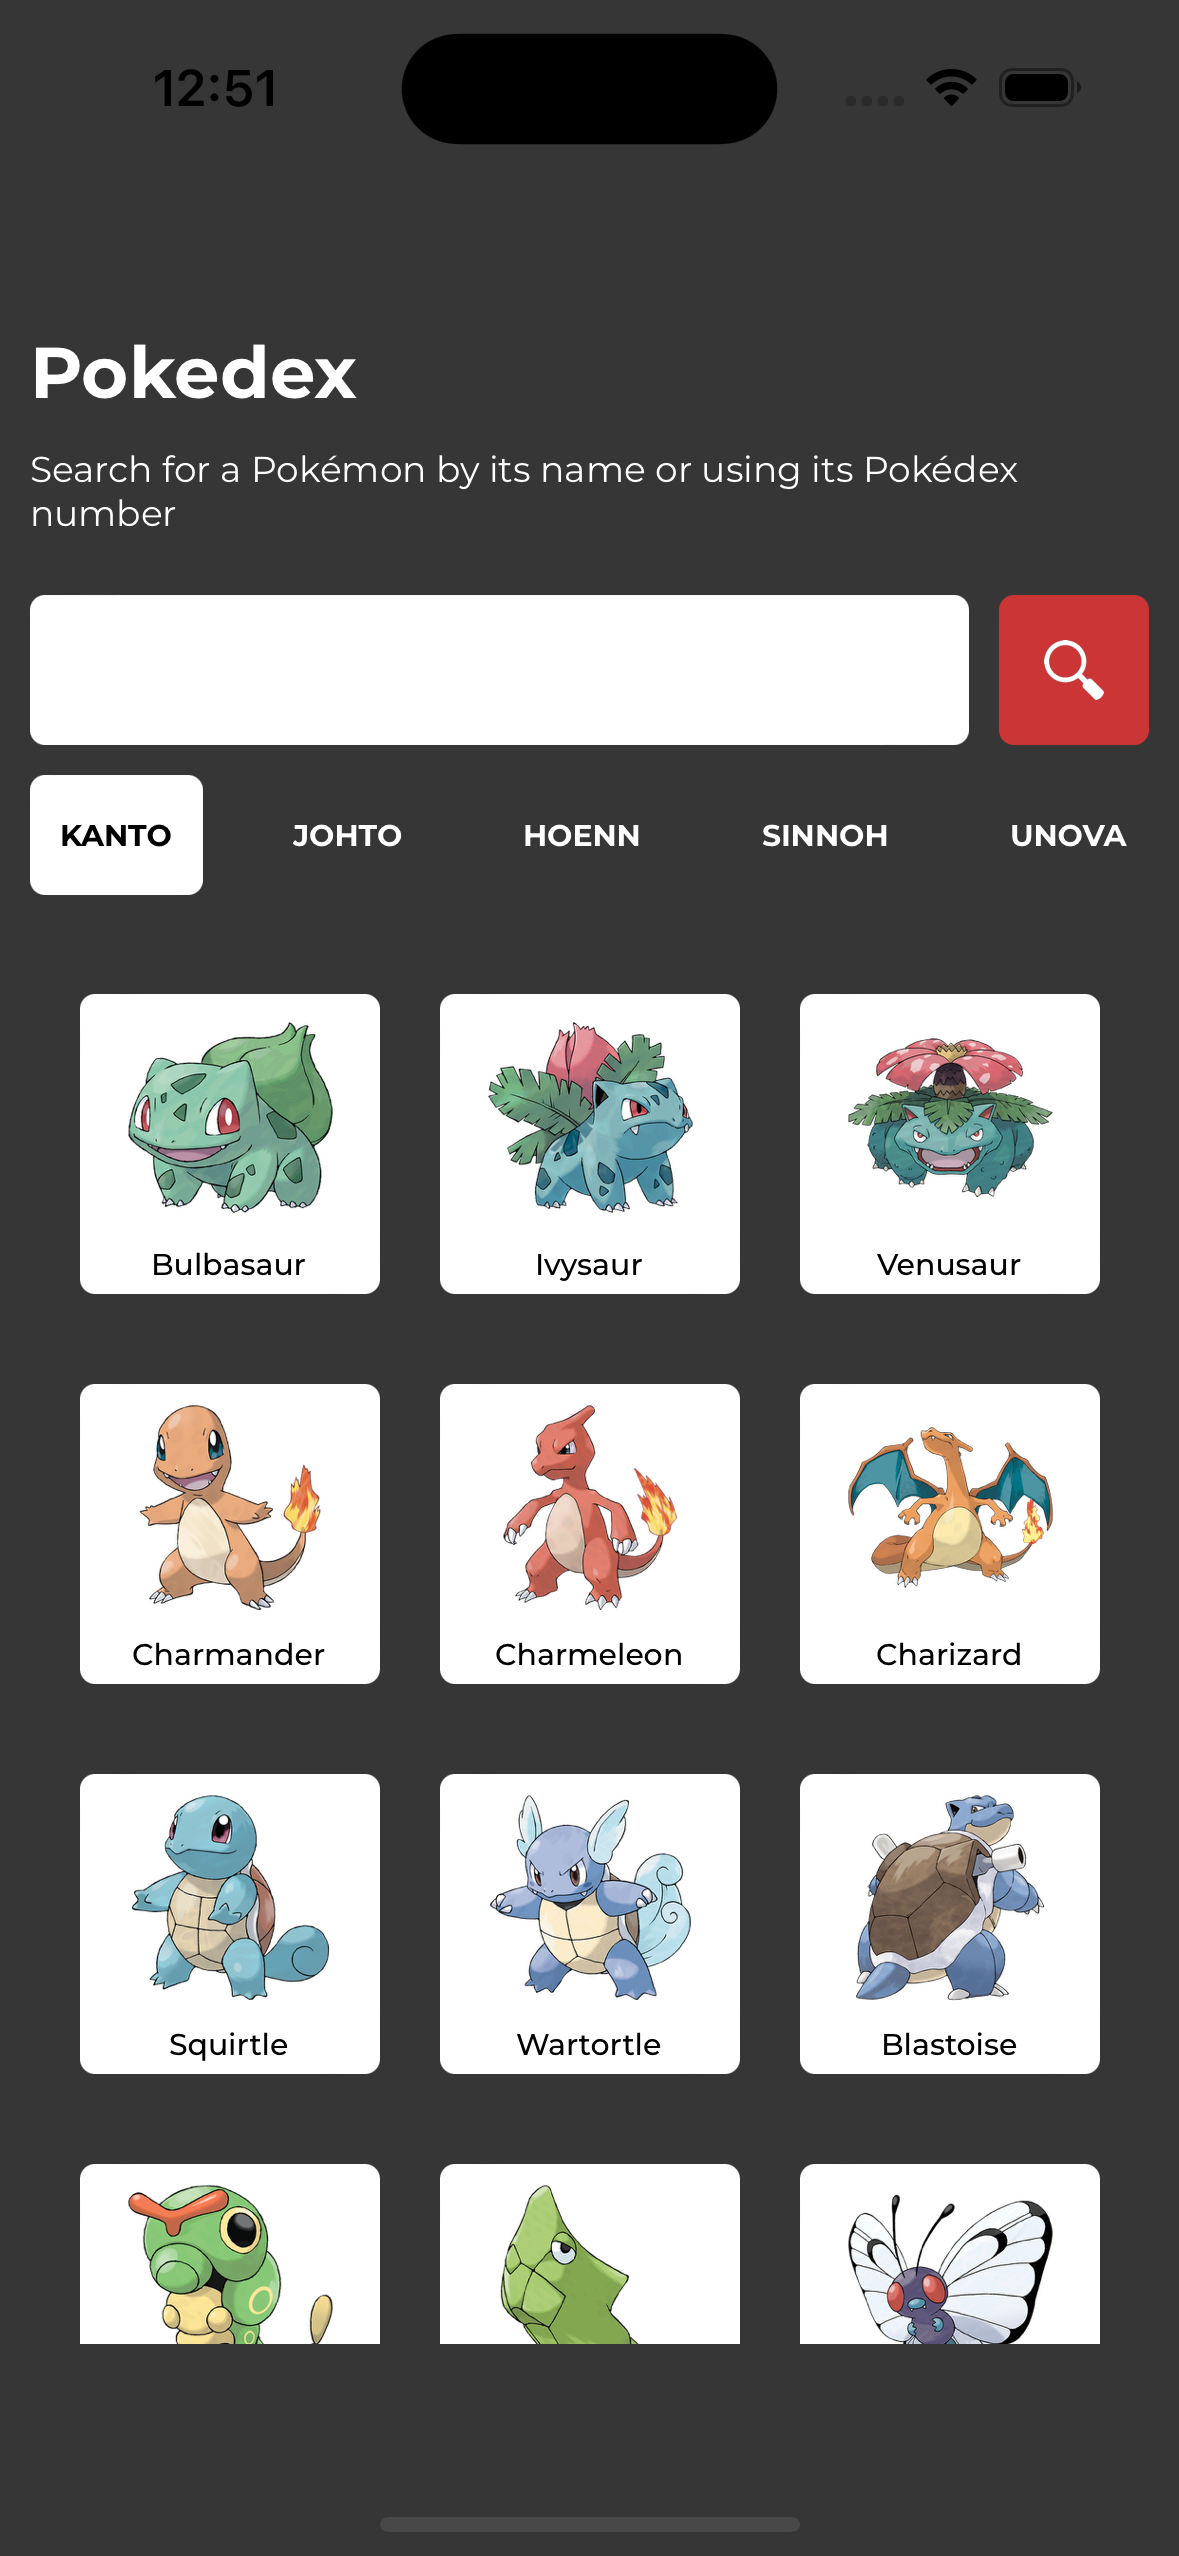 12:51
Pokedex
Search for a Pokémon by its name or using its Pokédex
number
KANTO JOHTO HOENN SINNOH UNOVA
Bulbasaur Ivysaur Venusaur
Charmander Charmeleon Charizard
Squirtle Wartortle Blastoise